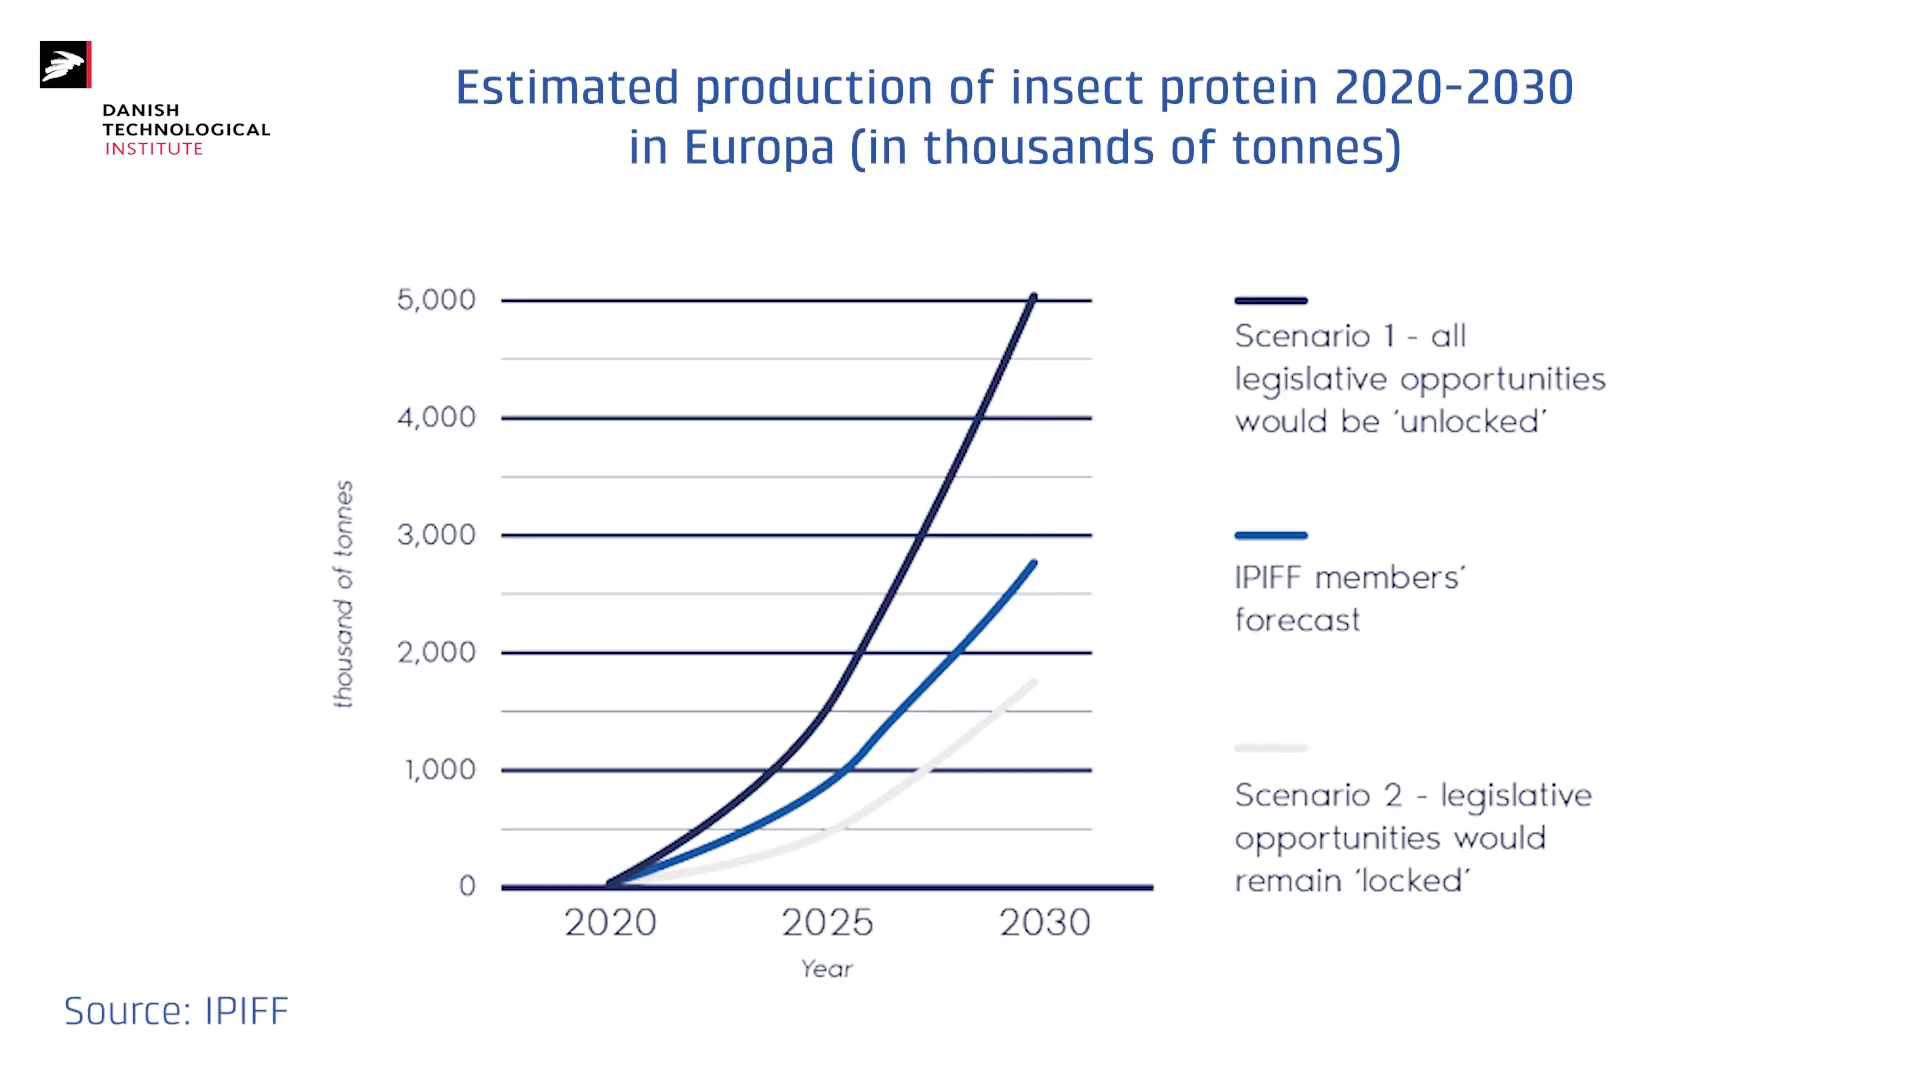 DANISH
TECHNOLOGICAL
INSTITUTE
Estimated production of insect protein 2020-2030
in Europa (in thousands of tonnes)
thousand of tonnes
5,000
4,000
3,000
2,000
1,000
0
2020 2025 2030
Year
Scenario 1 - all
legislative opportunities
would be ‘unlocked’
IPIFF members’
forecast
Scenario 2 - legislative
opportunities would
remain ‘locked’
Source: IPIFF